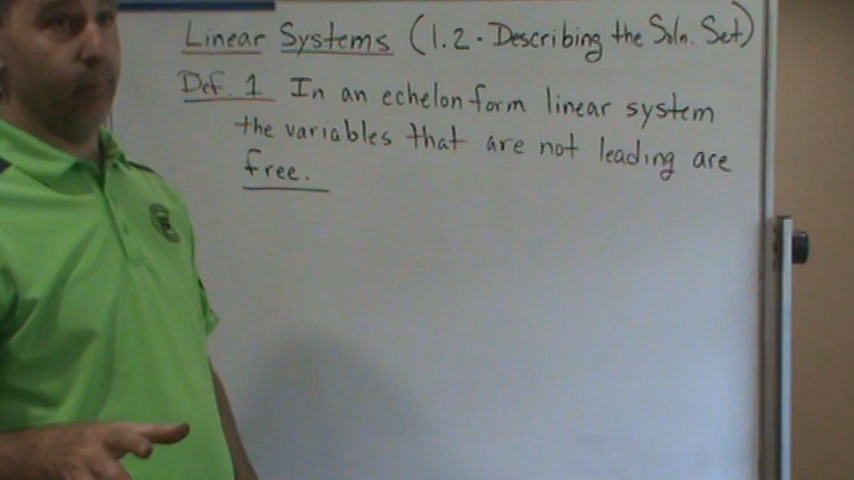 Linear Systems (1.2 · Describing the Soln. Set)
Def. 1 In an echelon form linear system
the variables that are not leading are
free.